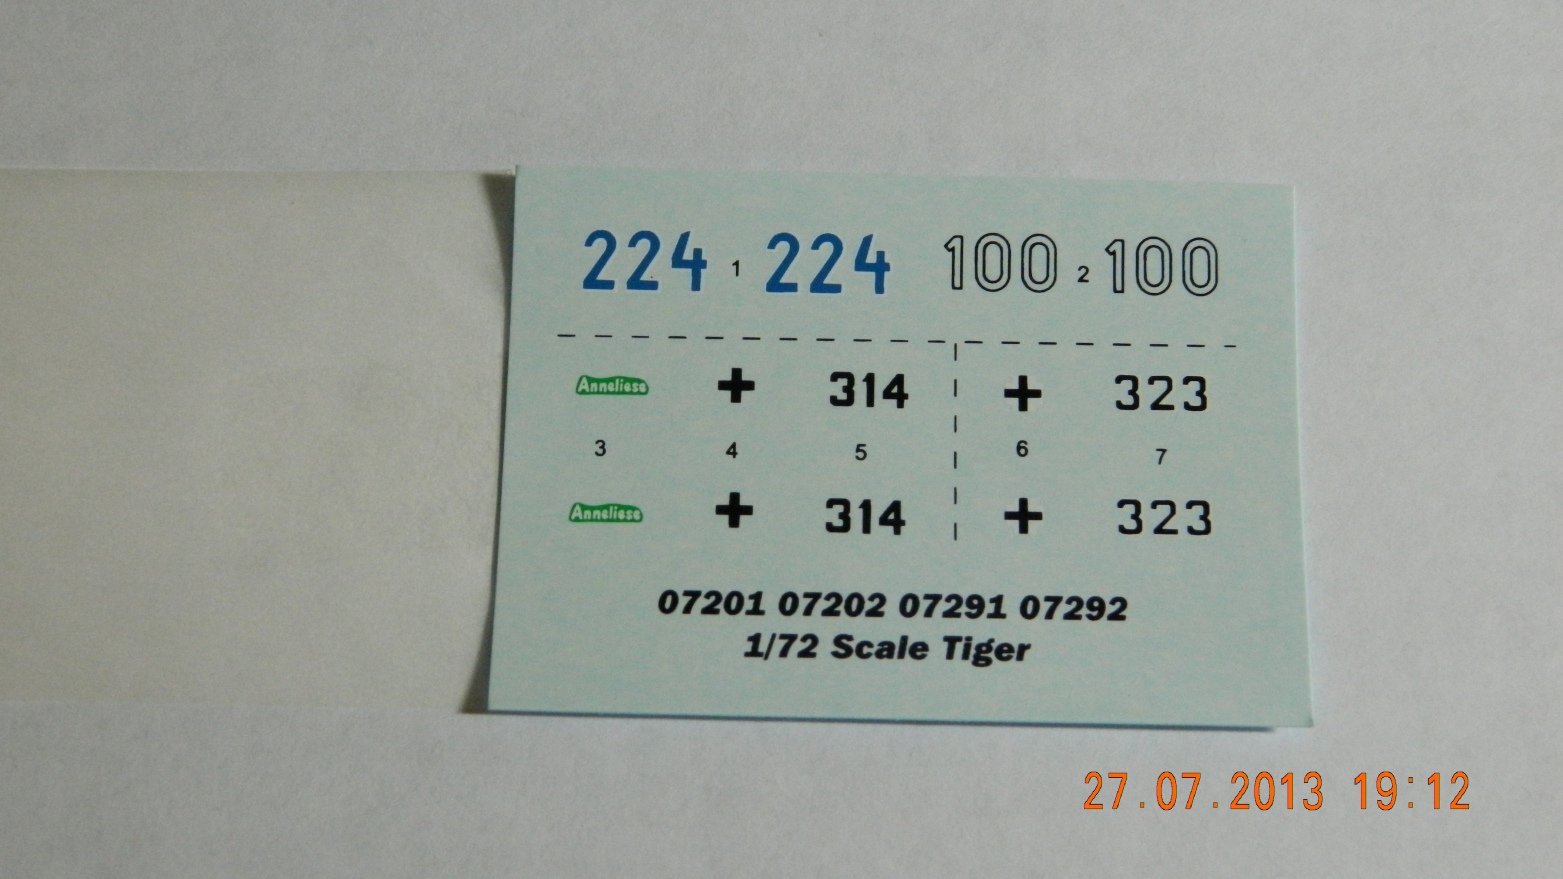 224 1 224 100 2 100
Anneliese + 314 + 323
3 4 5 6 7
Anneliese + 314 + 323
07201 07202 07291 07292
1/72 Scale Tiger
27.07.2013 19:12